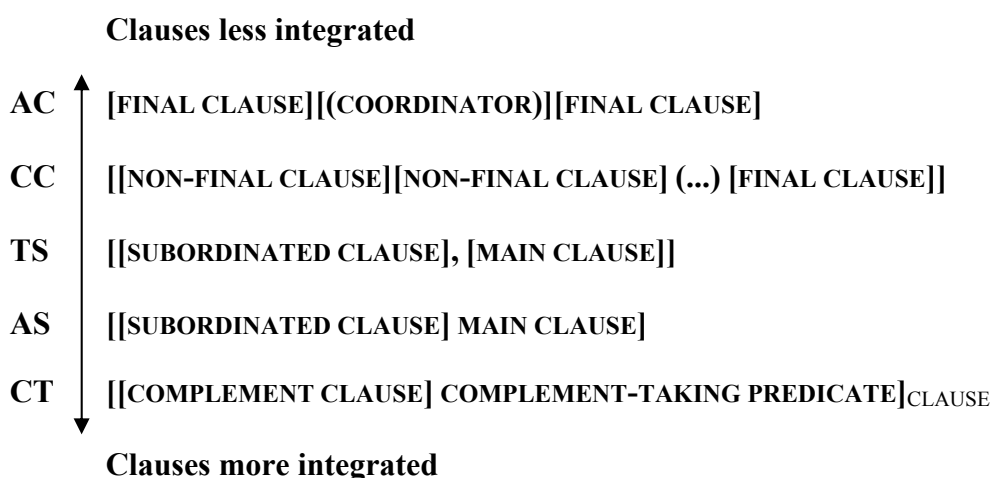 Clauses less integrated
AC [FINAL CLAUSE][(COORDINATOR)][FINAL CLAUSE]
CC [[NON-FINAL CLAUSE][NON-FINAL CLAUSE] (...) [FINAL CLAUSE]]
TS [[SUBORDINATED CLAUSE], [MAIN CLAUSE]]
AS [[SUBORDINATED CLAUSE] MAIN CLAUSE]
CT [[COMPLEMENT CLAUSE] COMPLEMENT-TAKING PREDICATE]CLAUSE
Clauses more integrated